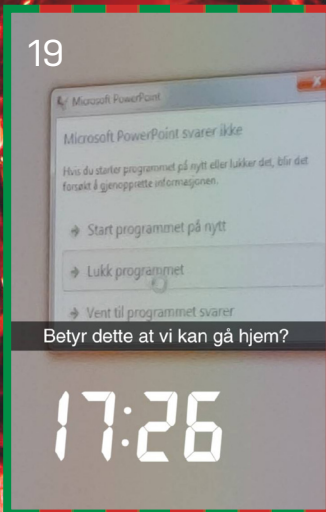 19
Microsoft PowerPoint
Microsoft PowerPoint svarer ikke
Hvis du starter programmet på nytt eller lukker det, blir det
forsøkt å gjenopprette informasjonen.
Start programmet på nytt
Lukk programmet
Vent til programmet svarer
Betyr dette at vi kan gå hjem?
17:26